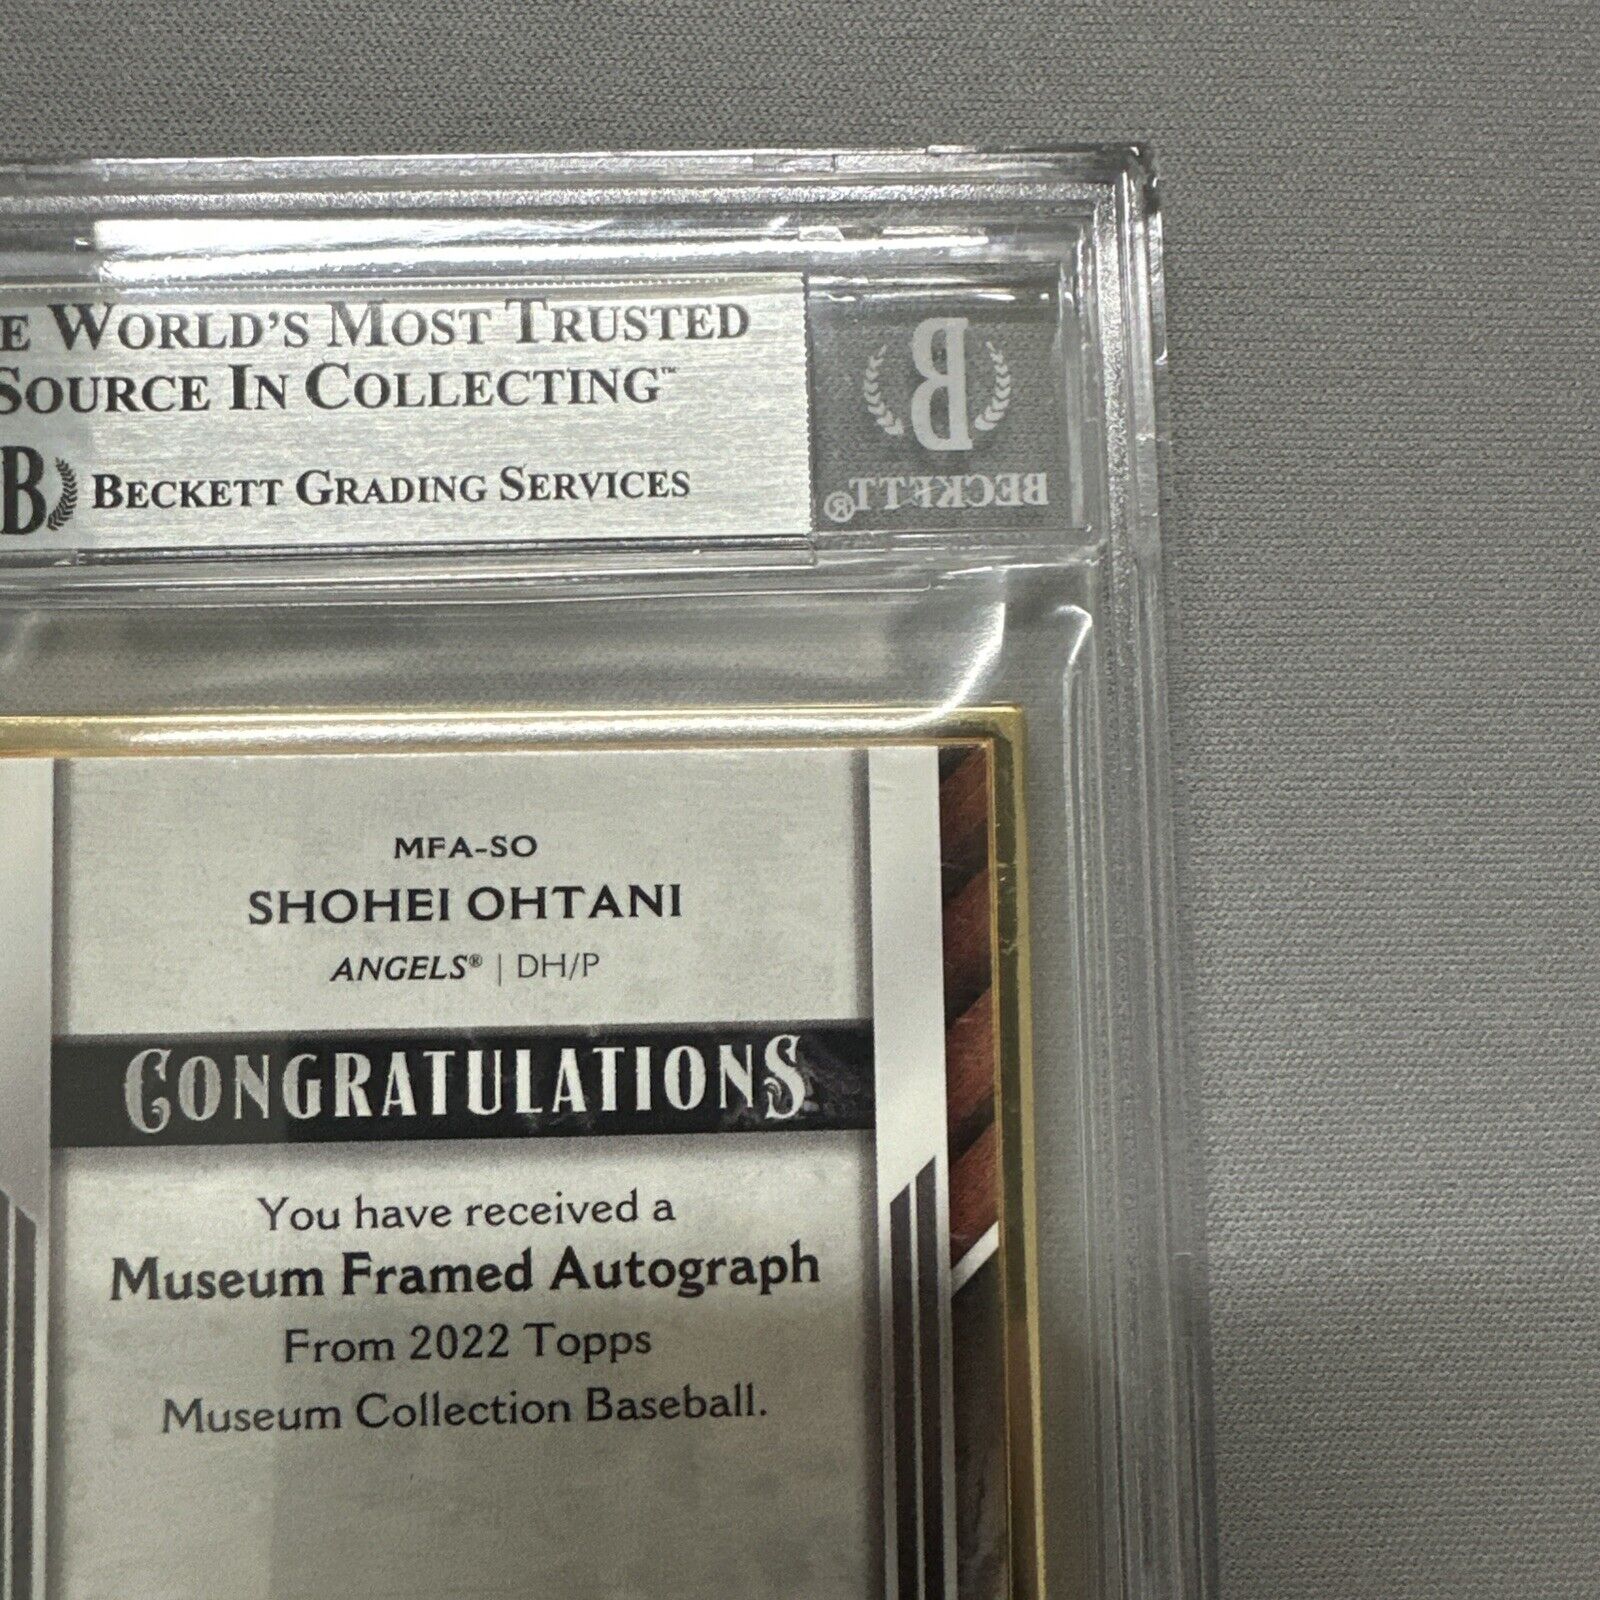 E WORLD'S MOST TRUSTED
SOURCE IN COLLECTING™
B BECKETT GRADING SERVICES
B
BECKETT®
MFA-SO
SHOHEI OHTANI
ANGELS® | DH/P
CONGRATULATIONS
You have received a
Museum Framed Autograph
From 2022 Topps
Museum Collection Baseball.